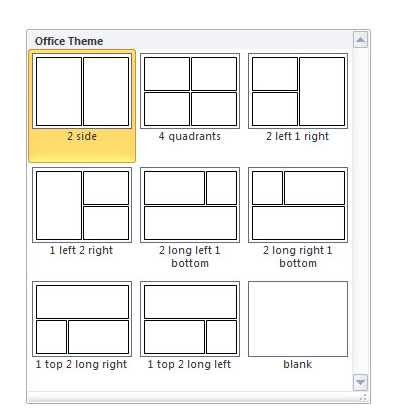 Office Theme
2 side
4 quadrants
2 left 1 right
1 left 2 right
2 long left 1
bottom
2 long right 1
bottom
1 top 2 long right
1 top 2 long left
blank